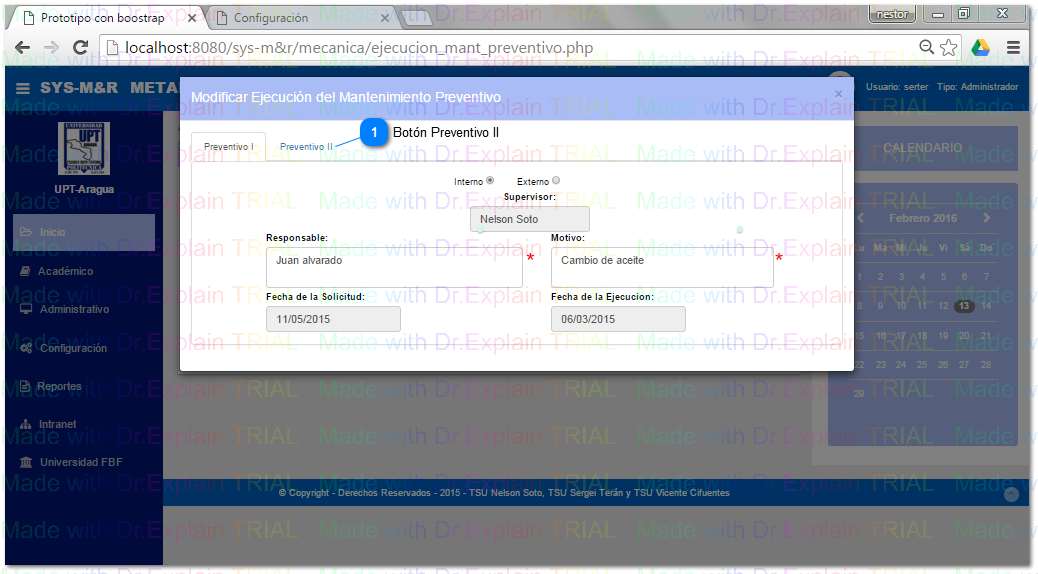 Prototipo con boostrap
Configuración
nestor
localhost:8080/sys-m&r/mecanica/ejecucion_mant_preventivo.php
SYS-M&R META
Usuario: serter Tipo: Administrador
Modificar Ejecución del Mantenimiento Preventivo
×
UNIVERSIDAD
UPT
POLITECNICA
UPT-Aragua
Inicio
Académico
Administrativo
Configuración
Reportes
Intranet
Universidad FBF
Preventivo I
Preventivo II
1
Botón Preventivo II
Interno
Externo
Supervisor:
Nelson Soto
Responsable:
Motivo:
Juan alvarado
*
Cambio de aceite
*
Fecha de la Solicitud:
Fecha de la Ejecucion:
11/05/2015
06/03/2015
CALENDARIO
Febrero 2016
Lu Ma Mi Ju Vi Sá Do
1 2 3 4 5 6 7
8 9 10 11 12 13 14
15 16 17 18 19 20 21
22 23 24 25 26 27 28
29
© Copyright - Derechos Reservados - 2015 - TSU Nelson Soto, TSU Sergei Terán y TSU Vicente Cifuentes
Made with Dr.Explain TRIAL